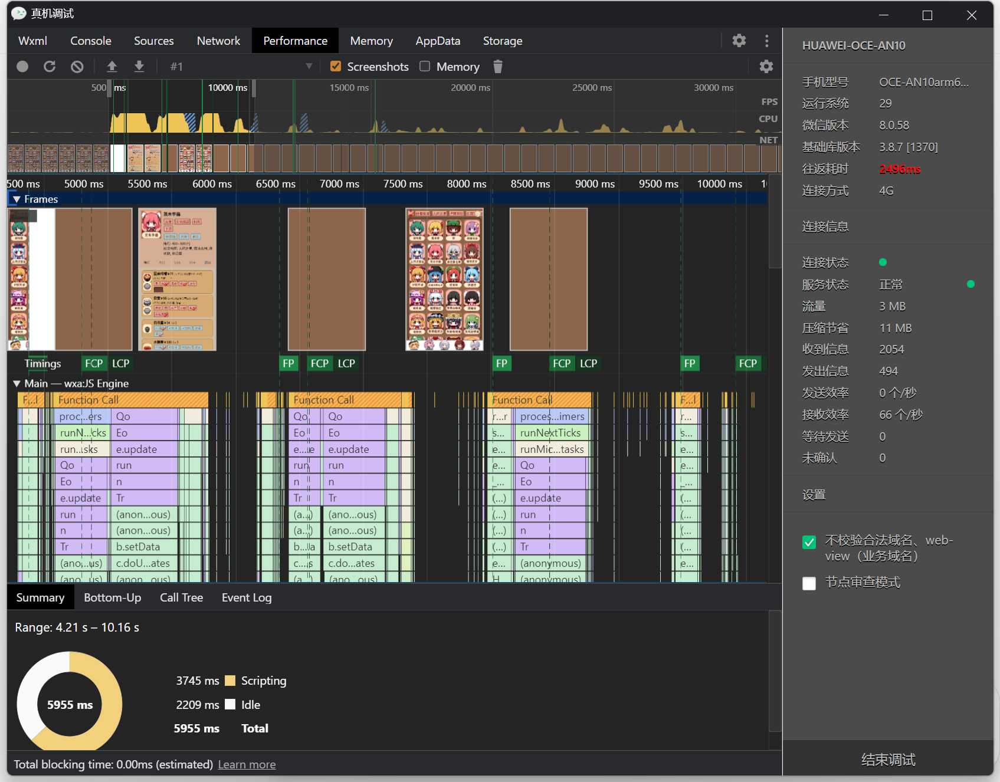 真机调试
Wxml Console Sources Network Performance Memory AppData Storage
#1 Screenshots Memory
500 ms 10000 ms 15000 ms 20000 ms 25000 ms 30000 ms
FPS
CPU
NET
500 ms 5000 ms 5500 ms 6000 ms 6500 ms 7000 ms 7500 ms 8000 ms 8500 ms 9000 ms 9500 ms 10000 ms 1
Frames
茨木华扇
Timings FCP LCP FP FCP LCP FP FCP LCP FP FCP
Main — wxa:JS Engine
F...l Function Call Function Call Function Call F...l
proc...ers Qo Qo Qo r...r proces...imers r...
runN...cks Eo Eo Eo s... runNextTicks s...
run...sks e.update e...e e.update e... runMic...tasks e...
Qo run run run e... Qo e...
Eo n n n _... Eo _...
e.update Tr Tr Tr (...) e.update (...
run (anon...ous) (a...) (ano...ous) (...) run (...
n (anon...ous) (a...) (ano...ous) (...) n (...
Tr b.setData b...a b.setData (...) Tr (...
(ano...us) c.doU...ates c...s c.do...ates e... (anonymous) e...
(ano...us) (anon...ous) (a...) (ano...ous) H (anonymous)
Summary Bottom-Up Call Tree Event Log
Range: 4.21 s – 10.16 s
5955 ms
3745 ms Scripting
2209 ms Idle
5955 ms Total
Total blocking time: 0.00ms (estimated) Learn more
HUAWEI-OCE-AN10
手机型号 OCE-AN10arm6...
运行系统 29
微信版本 8.0.58
基础库版本 3.8.7 [1370]
往返耗时 2496ms
连接方式 4G
连接信息
连接状态
服务状态 正常
流量 3 MB
压缩节省 11 MB
收到信息 2054
发出信息 494
发送效率 0 个/秒
接收效率 66 个/秒
等待发送 0
未确认 0
设置
不校验合法域名、web-
view（业务域名）
节点审查模式
结束调试